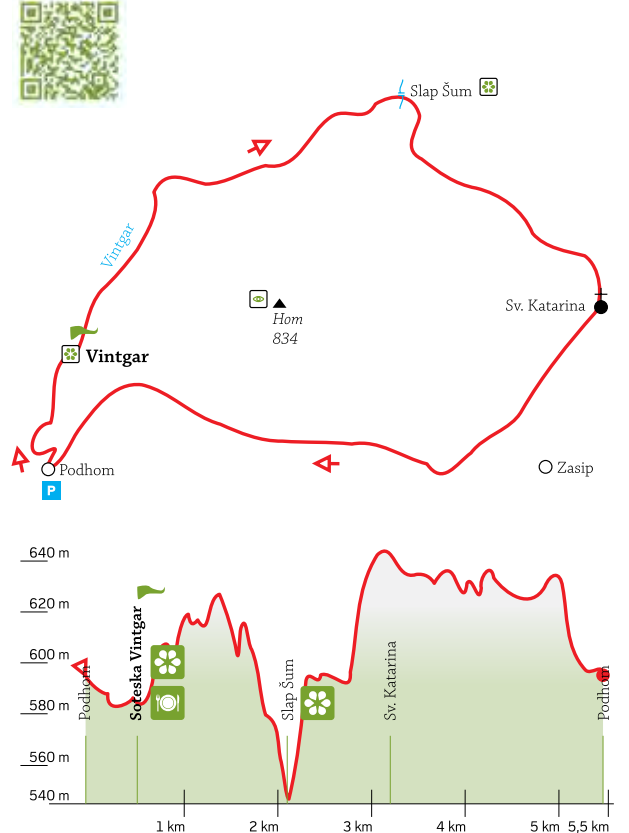 Slap Šum
Vintgar
Sv. Katarina
Hom
834
Vintgar
Podhom
Zasip
P
640 m
620 m
600 m
580 m
560 m
540 m
Podhom
Soteska Vintgar
Slap Šum
Sv. Katarina
Podhom
1 km
2 km
3 km
4 km
5 km
5,5 km